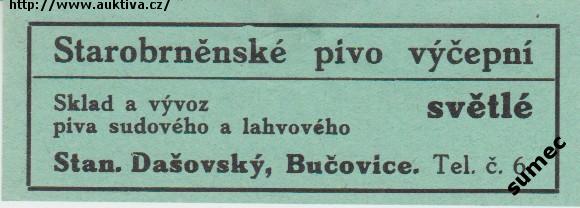 http://www.auktiva.cz/
Starobrněnské pivo výčepní
Sklad a vývoz světlé
piva sudového a lahvového
Stan. Dašovský, Bučovice. Tel. č. 6
sumec